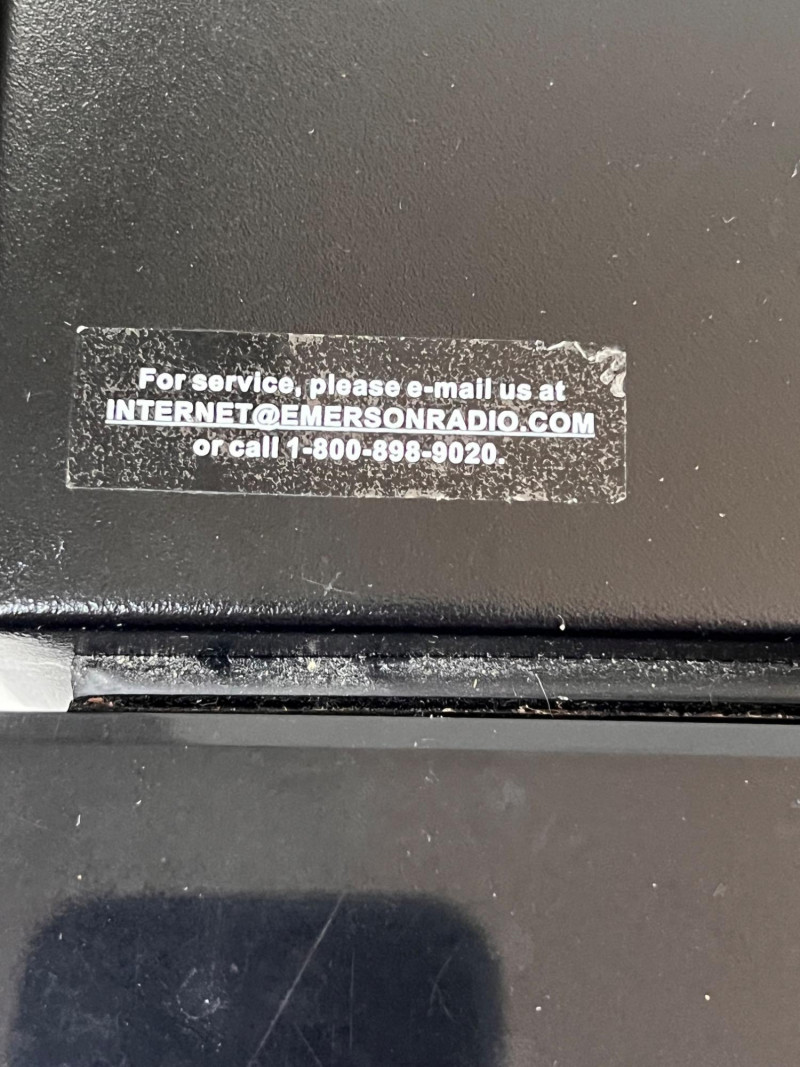 For service, please e-mail us at
INTERNET@EMERSONRADIO.COM
or call 1-800-898-9020.